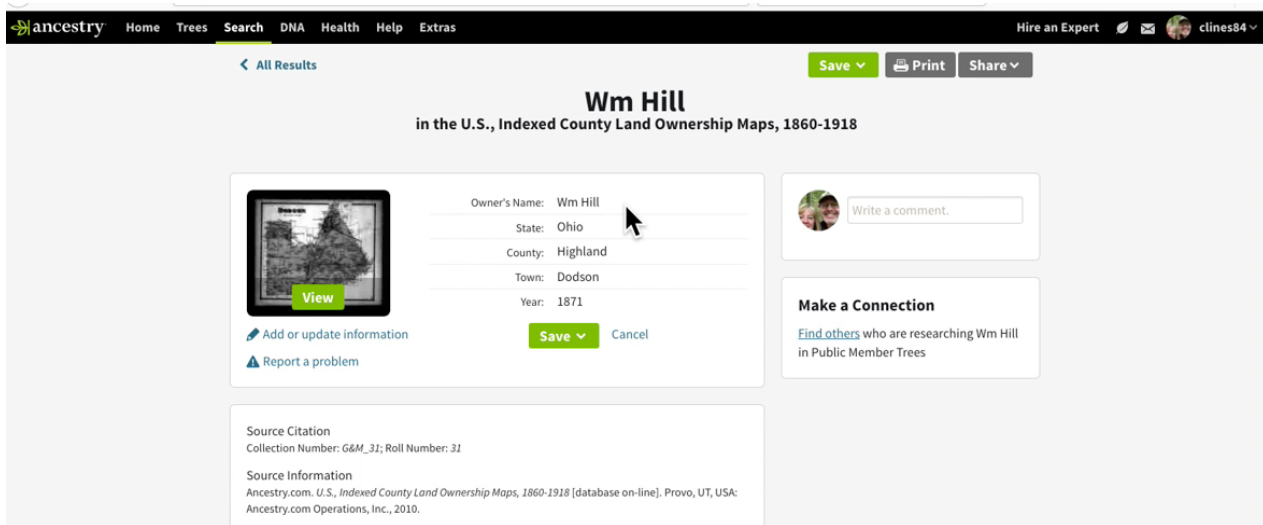 ancestry Home Trees Search DNA Health Help Extras Hire an Expert clines84
All Results
Save Print Share
Wm Hill
in the U.S., Indexed County Land Ownership Maps, 1860-1918
Owner's Name: Wm Hill
State: Ohio
County: Highland
Town: Dodson
Year: 1871
View
Add or update information
Report a problem
Save Cancel
Write a comment.
Make a Connection
Find others who are researching Wm Hill
in Public Member Trees
Source Citation
Collection Number: G&M_31; Roll Number: 31
Source Information
Ancestry.com. U.S., Indexed County Land Ownership Maps, 1860-1918 [database on-line]. Provo, UT, USA:
Ancestry.com Operations, Inc., 2010.